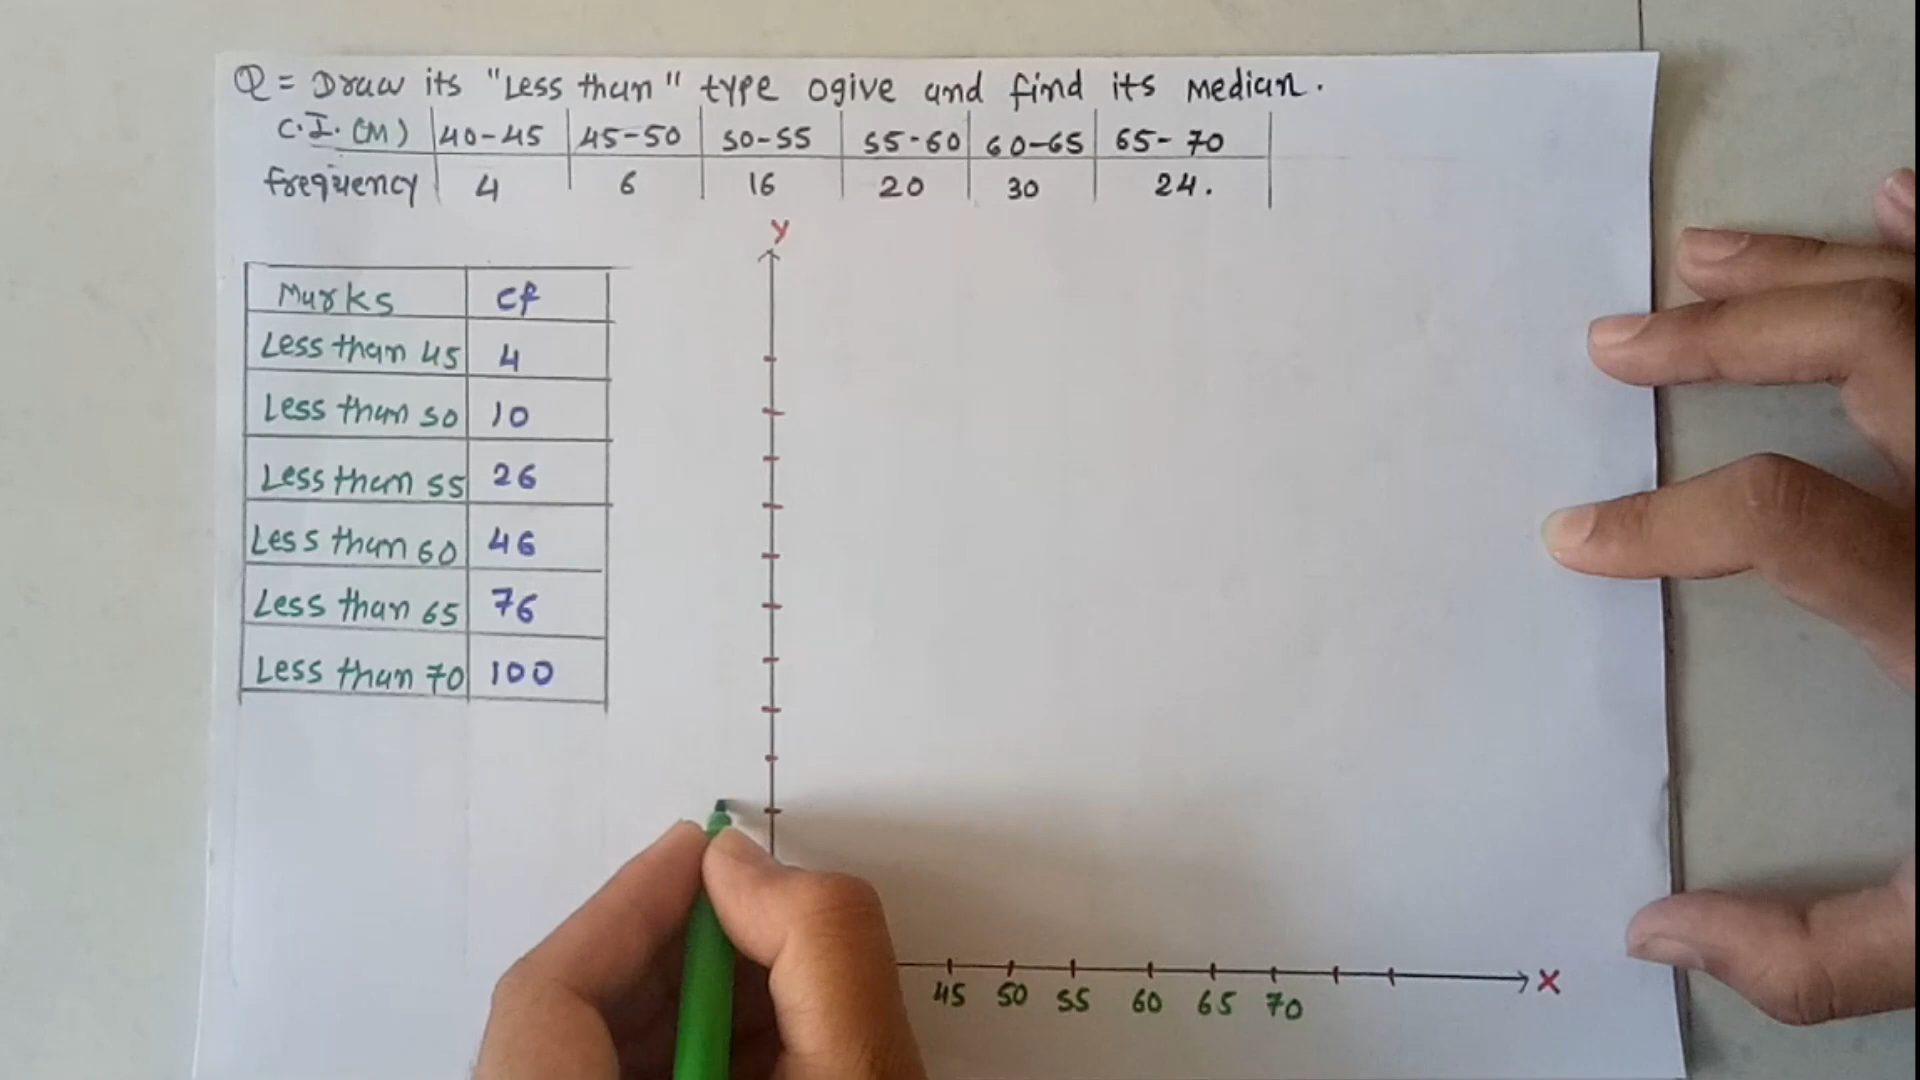 Q = Draw its "Less than" type ogive and find its Median.
C.I. (M) 40-45 45-50 50-55 55-60 60-65 65-70
frequency 4 6 16 20 30 24.
Y
Marks cf
Less than 45 4
Less than 50 10
Less than 55 26
Less than 60 46
Less than 65 76
Less than 70 100
45 50 55 60 65 70 X